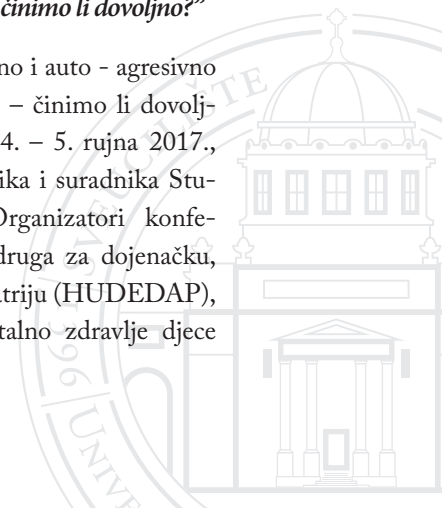 činimo li dovoljno?”
no i auto - agresivno
– činimo li dovolj-
4. – 5. rujna 2017.,
ika i suradnika Stu-
Organizatori konfe-
druga za dojenačku,
atriju (HUDEDAP),
talno zdravlje djece